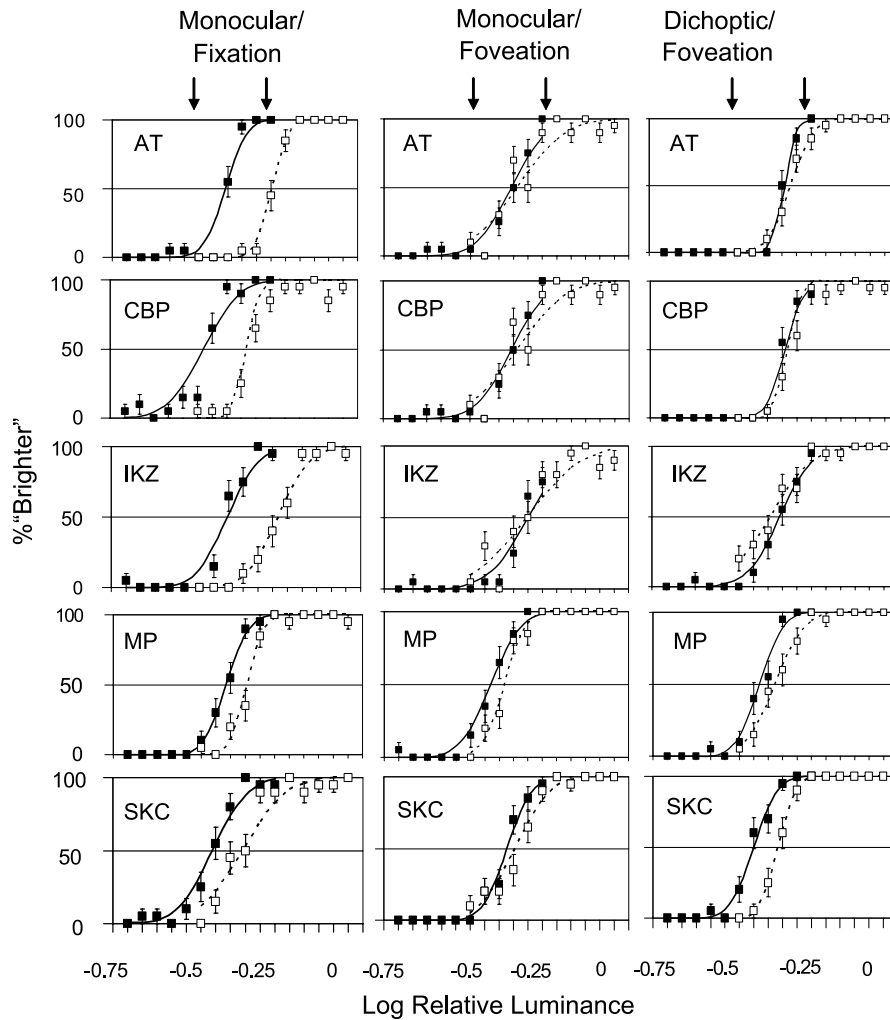 Monocular/ Monocular/ Dichoptic/
Fixation Foveation Foveation
100 AT AT AT
50
0
100 CBP CBP CBP
50
0
%“Brighter”
100 IKZ IKZ IKZ
50
0
100 MP MP MP
50
0
100 SKC SKC SKC
50
0
-0.75 -0.5 -0.25 0 -0.75 -0.5 -0.25 0 -0.75 -0.5 -0.25 0
Log Relative Luminance